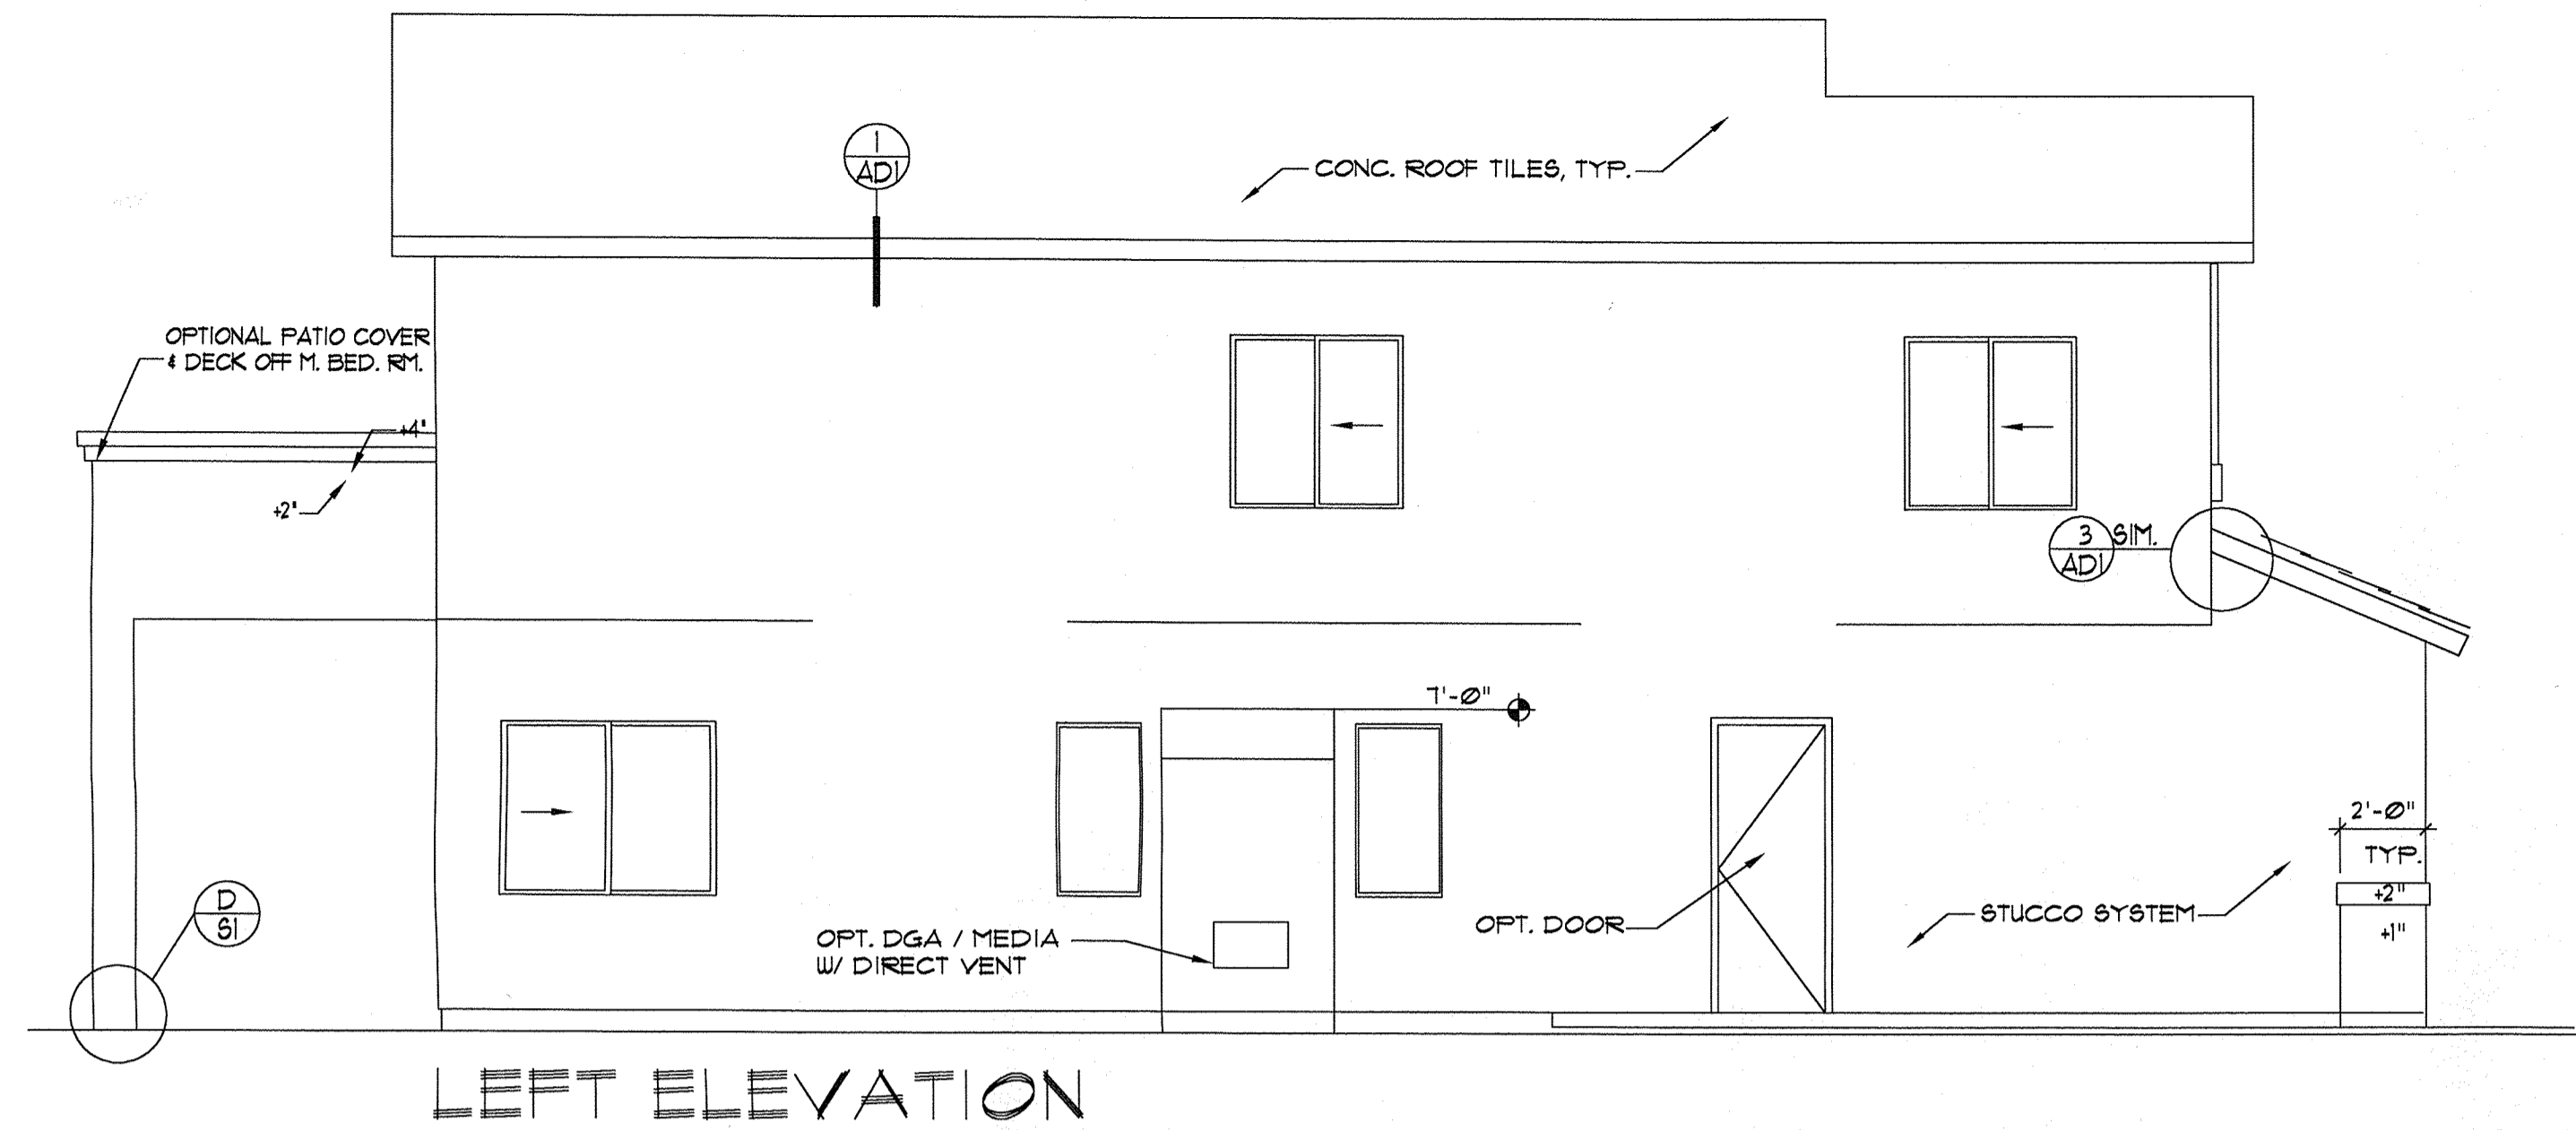 1
AD1
CONC. ROOF TILES, TYP.
OPTIONAL PATIO COVER
& DECK OFF M. BED. RM.
+4"
+2"
3 SIM.
AD1
7'-0"
2'-0"
TYP.
+2"
+1"
D
S1
OPT. DGA / MEDIA
W/ DIRECT VENT
OPT. DOOR
STUCCO SYSTEM
LEFT ELEVATION